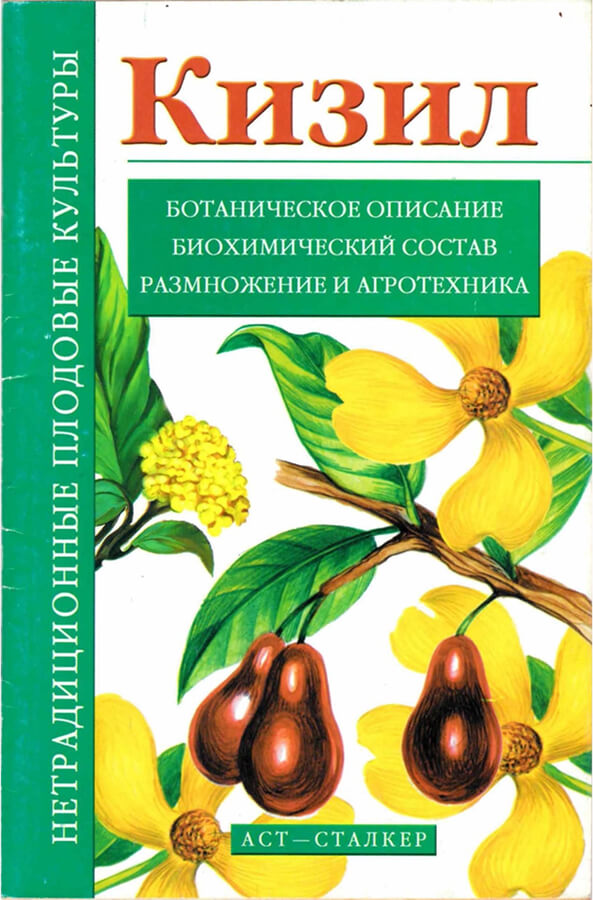 Кизил
БОТАНИЧЕСКОЕ ОПИСАНИЕ
БИОХИМИЧЕСКИЙ СОСТАВ
РАЗМНОЖЕНИЕ И АГРОТЕХНИКА
НЕТРАДИЦИОННЫЕ ПЛОДОВЫЕ КУЛЬТУРЫ
АСТ—СТАЛКЕР